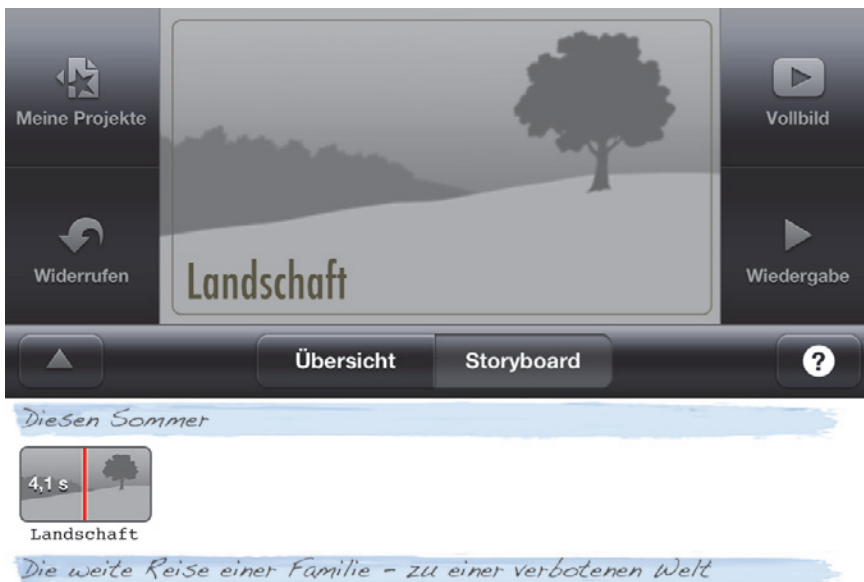 Meine Projekte
Vollbild
Widerrufen
Landschaft
Wiedergabe
Übersicht
Storyboard
?
Diesen Sommer
4,1 s
Landschaft
Die weite Reise einer Familie – zu einer verbotenen Welt